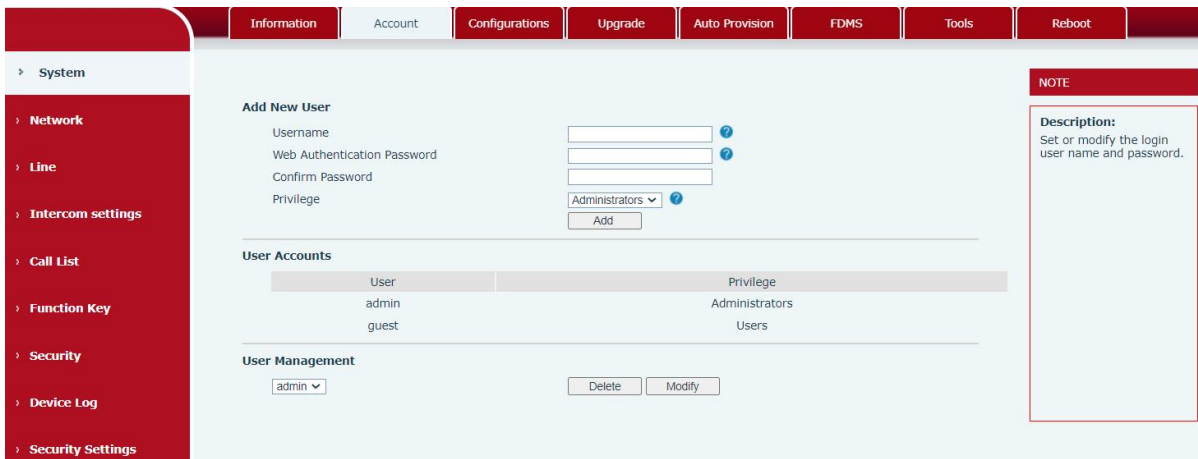 Information Account Configurations Upgrade Auto Provision FDMS Tools Reboot
System
Network
Line
Intercom settings
Call List
Function Key
Security
Device Log
Security Settings
Add New User
Username
Web Authentication Password
Confirm Password
Privilege Administrators
Add
User Accounts
User Privilege
admin Administrators
guest Users
User Management
admin Delete Modify
NOTE
Description:
Set or modify the login
user name and password.